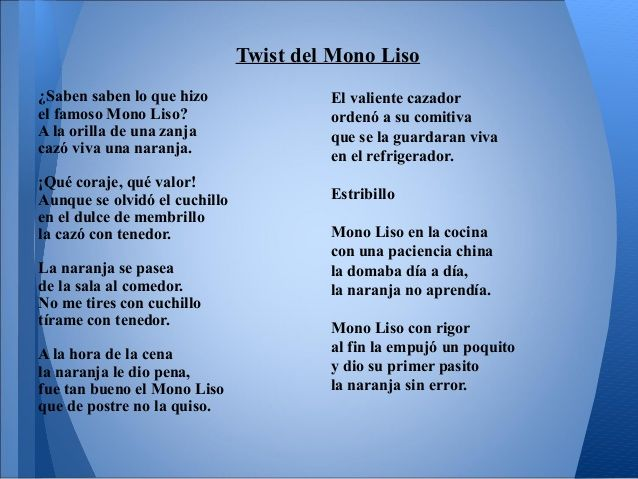 Twist del Mono Liso
¿Saben saben lo que hizo
el famoso Mono Liso?
A la orilla de una zanja
cazó viva una naranja.
¡Qué coraje, qué valor!
Aunque se olvidó el cuchillo
en el dulce de membrillo
la cazó con tenedor.
La naranja se pasea
de la sala al comedor.
No me tires con cuchillo
tírame con tenedor.
A la hora de la cena
la naranja le dio pena,
fue tan bueno el Mono Liso
que de postre no la quiso.
El valiente cazador
ordenó a su comitiva
que se la guardaran viva
en el refrigerador.
Estribillo
Mono Liso en la cocina
con una paciencia china
la domaba día a día,
la naranja no aprendía.
Mono Liso con rigor
al fin la empujó un poquito
y dio su primer pasito
la naranja sin error.